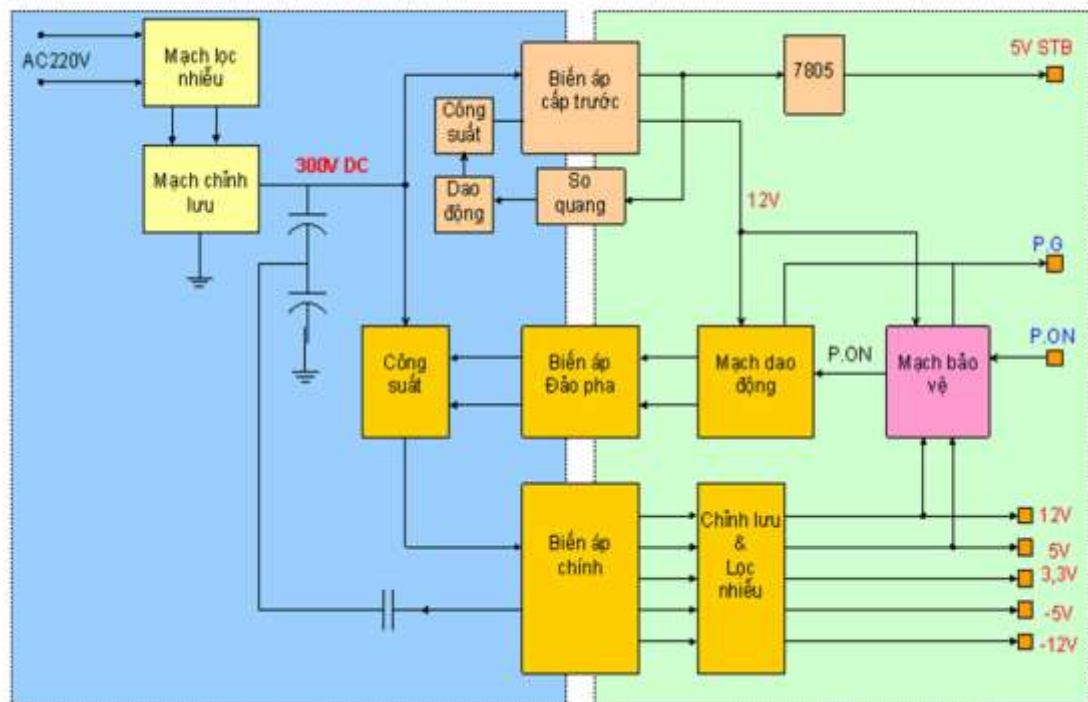 AC220V
Mạch lọc
nhiễu
Mạch chỉnh
lưu
300V DC
Công
suất
Dao
động
Biến áp
cấp trước
So
quang
7805
5V STB
12V
P.G
P.ON
P.ON
Công
suất
Biến áp
Đảo pha
Mạch dao
động
Mạch bảo
vệ
Biến áp
chính
Chỉnh lưu
&
Lọc
nhiễu
12V
5V
3,3V
-5V
-12V